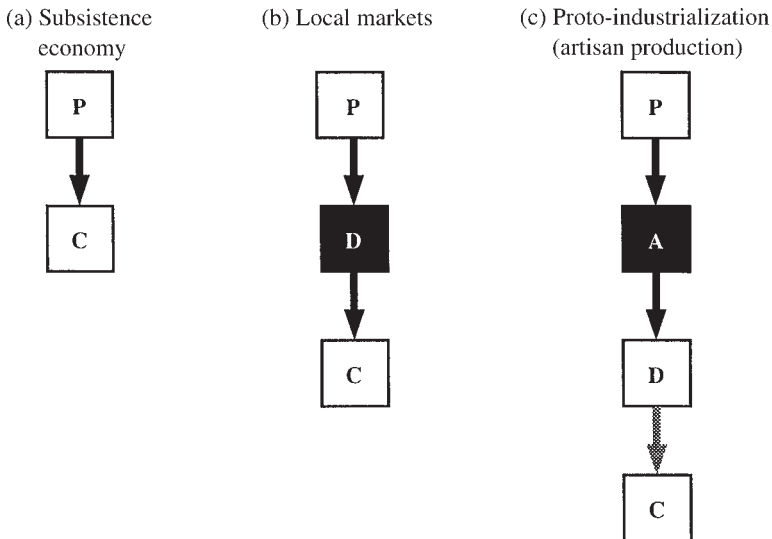 (a) Subsistence
economy
P
C
(b) Local markets
P
D
C
(c) Proto-industrialization
(artisan production)
P
A
D
C